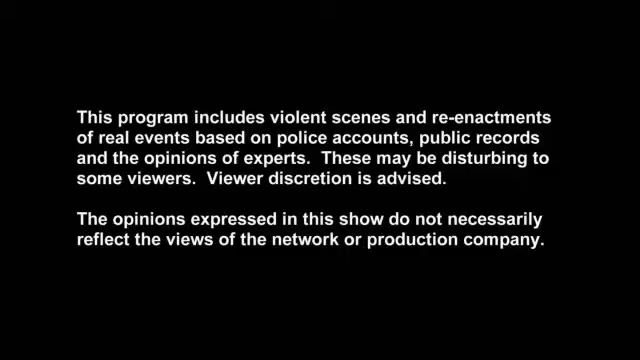 This program includes violent scenes and re-enactments
of real events based on police accounts, public records
and the opinions of experts.  These may be disturbing to
some viewers.  Viewer discretion is advised.
The opinions expressed in this show do not necessarily
reflect the views of the network or production company.